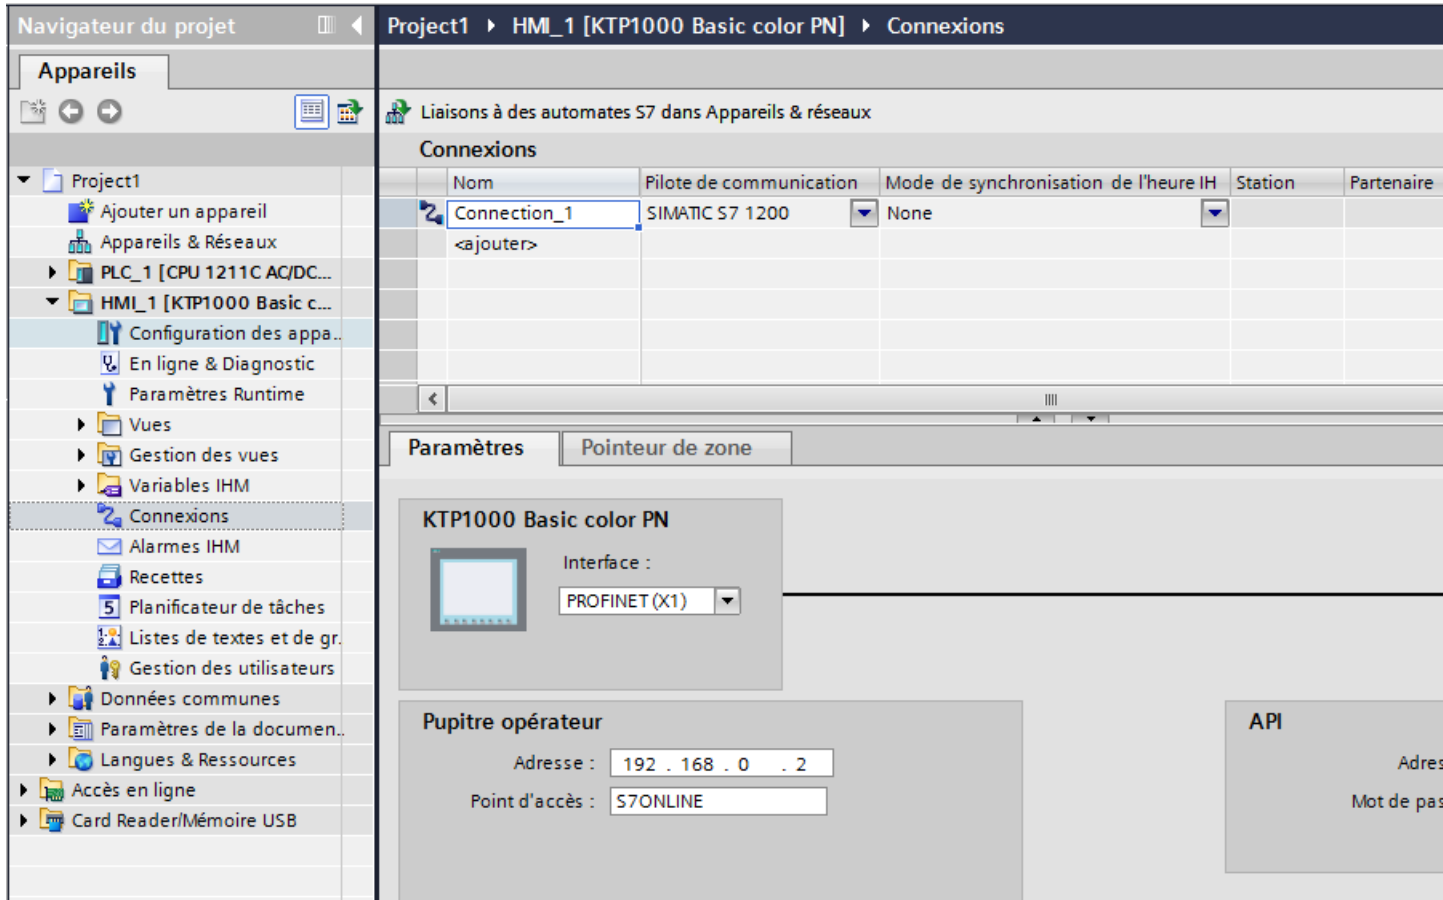 Navigateur du projet
Project1 HMI_1 [KTP1000 Basic color PN] Connexions
Appareils
Liaisons à des automates S7 dans Appareils & réseaux
Connexions
Nom Pilote de communication Mode de synchronisation de l'heure IH Station Partenaire
Connection_1 SIMATIC S7 1200 None
<ajouter>
Project1
Ajouter un appareil
Appareils & Réseaux
PLC_1 [CPU 1211C AC/DC...
HMI_1 [KTP1000 Basic c...
Configuration des appa..
En ligne & Diagnostic
Paramètres Runtime
Vues
Gestion des vues
Variables IHM
Connexions
Alarmes IHM
Recettes
Planificateur de tâches
Listes de textes et de gr.
Gestion des utilisateurs
Données communes
Paramètres de la documen..
Langues & Ressources
Accès en ligne
Card Reader/Mémoire USB
Paramètres Pointeur de zone
KTP1000 Basic color PN
Interface :
PROFINET (X1)
Pupitre opérateur
Adresse : 192 . 168 . 0 . 2
Point d'accès : S7ONLINE
API
Adres
Mot de pas